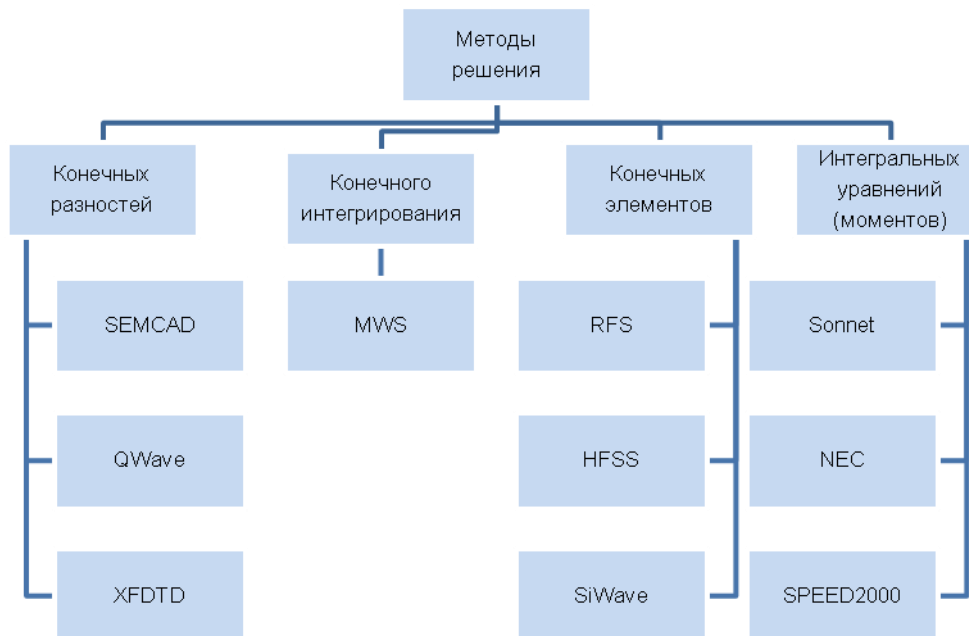 Методы
решения
Конечных
разностей
Конечного
интегрирования
Конечных
элементов
Интегральных
уравнений
(моментов)
SEMCAD
MWS
RFS
Sonnet
QWave
HFSS
NEC
XFDTD
SiWave
SPEED2000